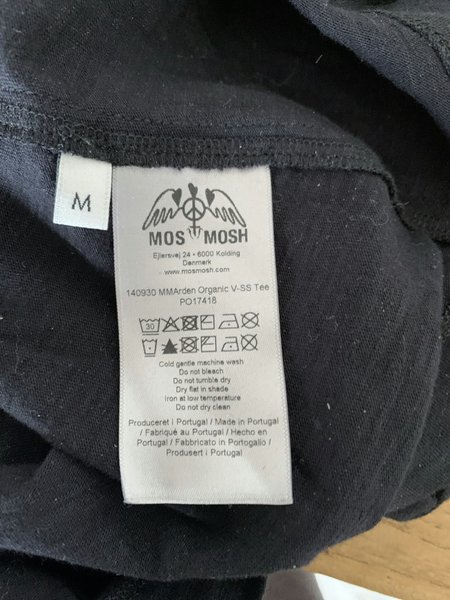 M
MOS MOSH
Ejlersvej 24 • 6000 Kolding
Denmark
www.mosmosh.com
140930 MMArden Organic V-SS Tee
PO17418
30
Cold gentle machine wash
Do not bleach
Do not tumble dry
Dry flat in shade
Iron at low temperature
Do not dry clean
Produceret i Portugal / Made in Portugal
/ Fabriqué au Portugal / Hecho en
Portugal / Fabbricato in Portogallo /
Produsert i Portugal